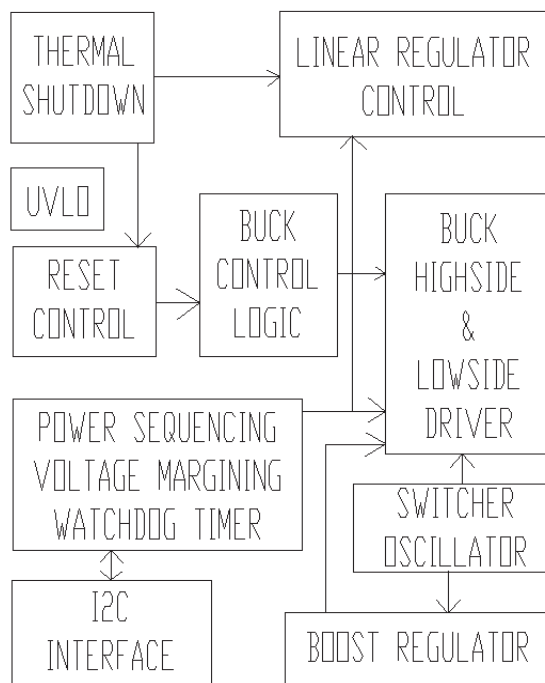 THERMAL
SHUTDOWN
LINEAR REGULATOR
CONTROL
UVLO
RESET
CONTROL
BUCK
CONTROL
LOGIC
BUCK
HIGHSIDE
&
LOWSIDE
DRIVER
POWER SEQUENCING
VOLTAGE MARGINING
WATCHDOG TIMER
SWITCHER
OSCILLATOR
I2C
INTERFACE
BOOST REGULATOR